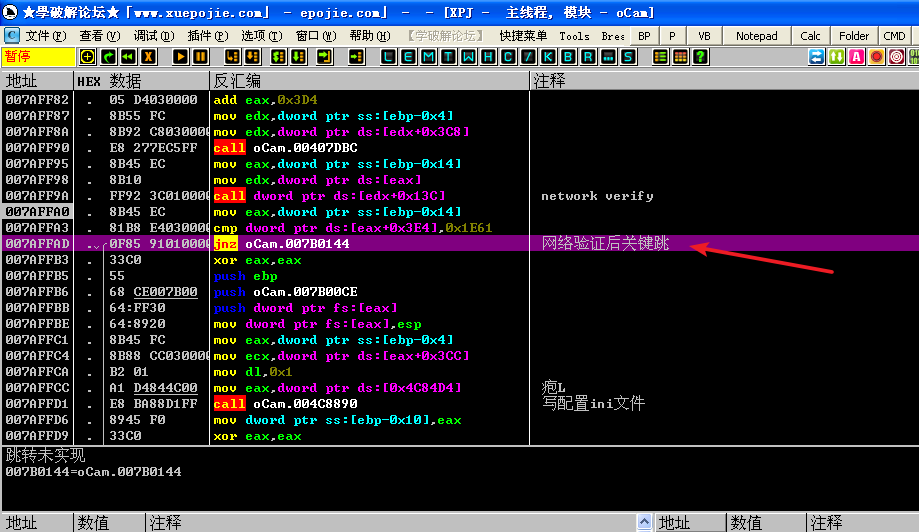 ★學破解论坛★「www.xuepojie.com」 - epojie.com」 - - [XPJ - 主线程, 模块 - oCam]
C 文件(F) 查看(V) 调试(D) 插件(P) 选项(T) 窗口(W) 帮助(H) 【学破解论坛】 快捷菜单 Tools Bree BP P VB Notepad Calc Folder CMD
暂停 L E M T W H C / K B R ... S ?
地址 HEX 数据 反汇编 注释
007AFF82 . 05 D4030000 add eax,0x3D4
007AFF87 . 8B55 FC mov edx,dword ptr ss:[ebp-0x4]
007AFF8A . 8B92 C8030000 mov edx,dword ptr ds:[edx+0x3C8]
007AFF90 . E8 277EC5FF call oCam.00407DBC
007AFF95 . 8B45 EC mov eax,dword ptr ss:[ebp-0x14]
007AFF98 . 8B10 mov edx,dword ptr ds:[eax]
007AFF9A . FF92 3C010000 call dword ptr ds:[edx+0x13C] network verify
007AFFA0 . 8B45 EC mov eax,dword ptr ss:[ebp-0x14]
007AFFA3 . 81B8 E4030000 cmp dword ptr ds:[eax+0x3E4],0x1E61
007AFFAD . 0F85 91010000 jnz oCam.007B0144 网络验证后关键跳
007AFFB3 . 33C0 xor eax,eax
007AFFB5 . 55 push ebp
007AFFB6 . 68 CE007B00 push oCam.007B00CE
007AFFBB . 64:FF30 push dword ptr fs:[eax]
007AFFBE . 64:8920 mov dword ptr fs:[eax],esp
007AFFC1 . 8B45 FC mov eax,dword ptr ss:[ebp-0x4]
007AFFC4 . 8B88 CC030000 mov ecx,dword ptr ds:[eax+0x3CC]
007AFFCA . B2 01 mov dl,0x1
007AFFCC . A1 D4844C00 mov eax,dword ptr ds:[0x4C84D4] 疱L
007AFFD1 . E8 BA88D1FF call oCam.004C8890 写配置ini文件
007AFFD6 . 8945 F0 mov dword ptr ss:[ebp-0x10],eax
007AFFD9 . 33C0 xor eax,eax
跳转未实现
007B0144=oCam.007B0144
地址 数值 注释 地址 数值 注释